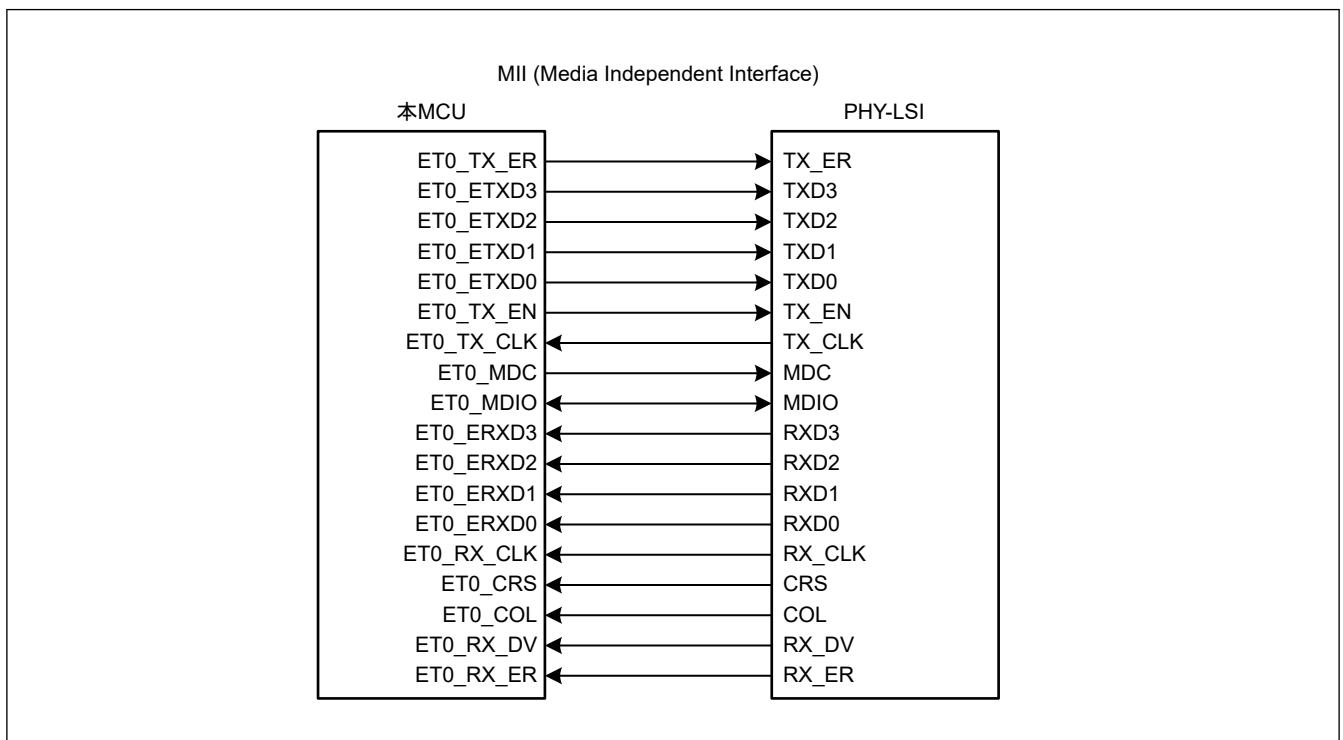 MII (Media Independent Interface)
本MCU PHY-LSI
ET0_TX_ER TX_ER
ET0_ETXD3 TXD3
ET0_ETXD2 TXD2
ET0_ETXD1 TXD1
ET0_ETXD0 TXD0
ET0_TX_EN TX_EN
ET0_TX_CLK TX_CLK
ET0_MDC MDC
ET0_MDIO MDIO
ET0_ERXD3 RXD3
ET0_ERXD2 RXD2
ET0_ERXD1 RXD1
ET0_ERXD0 RXD0
ET0_RX_CLK RX_CLK
ET0_CRS CRS
ET0_COL COL
ET0_RX_DV RX_DV
ET0_RX_ER RX_ER